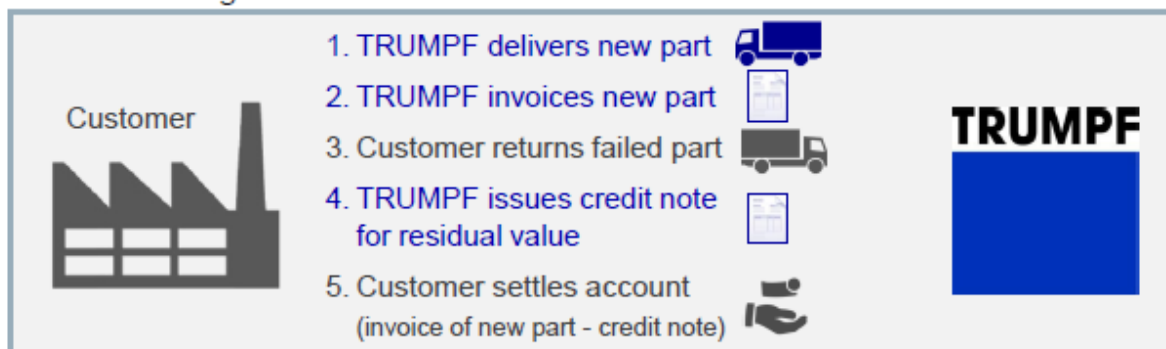 1. TRUMPF delivers new part
2. TRUMPF invoices new part
Customer
3. Customer returns failed part
TRUMPF
4. TRUMPF issues credit note
for residual value
5. Customer settles account
(invoice of new part - credit note)